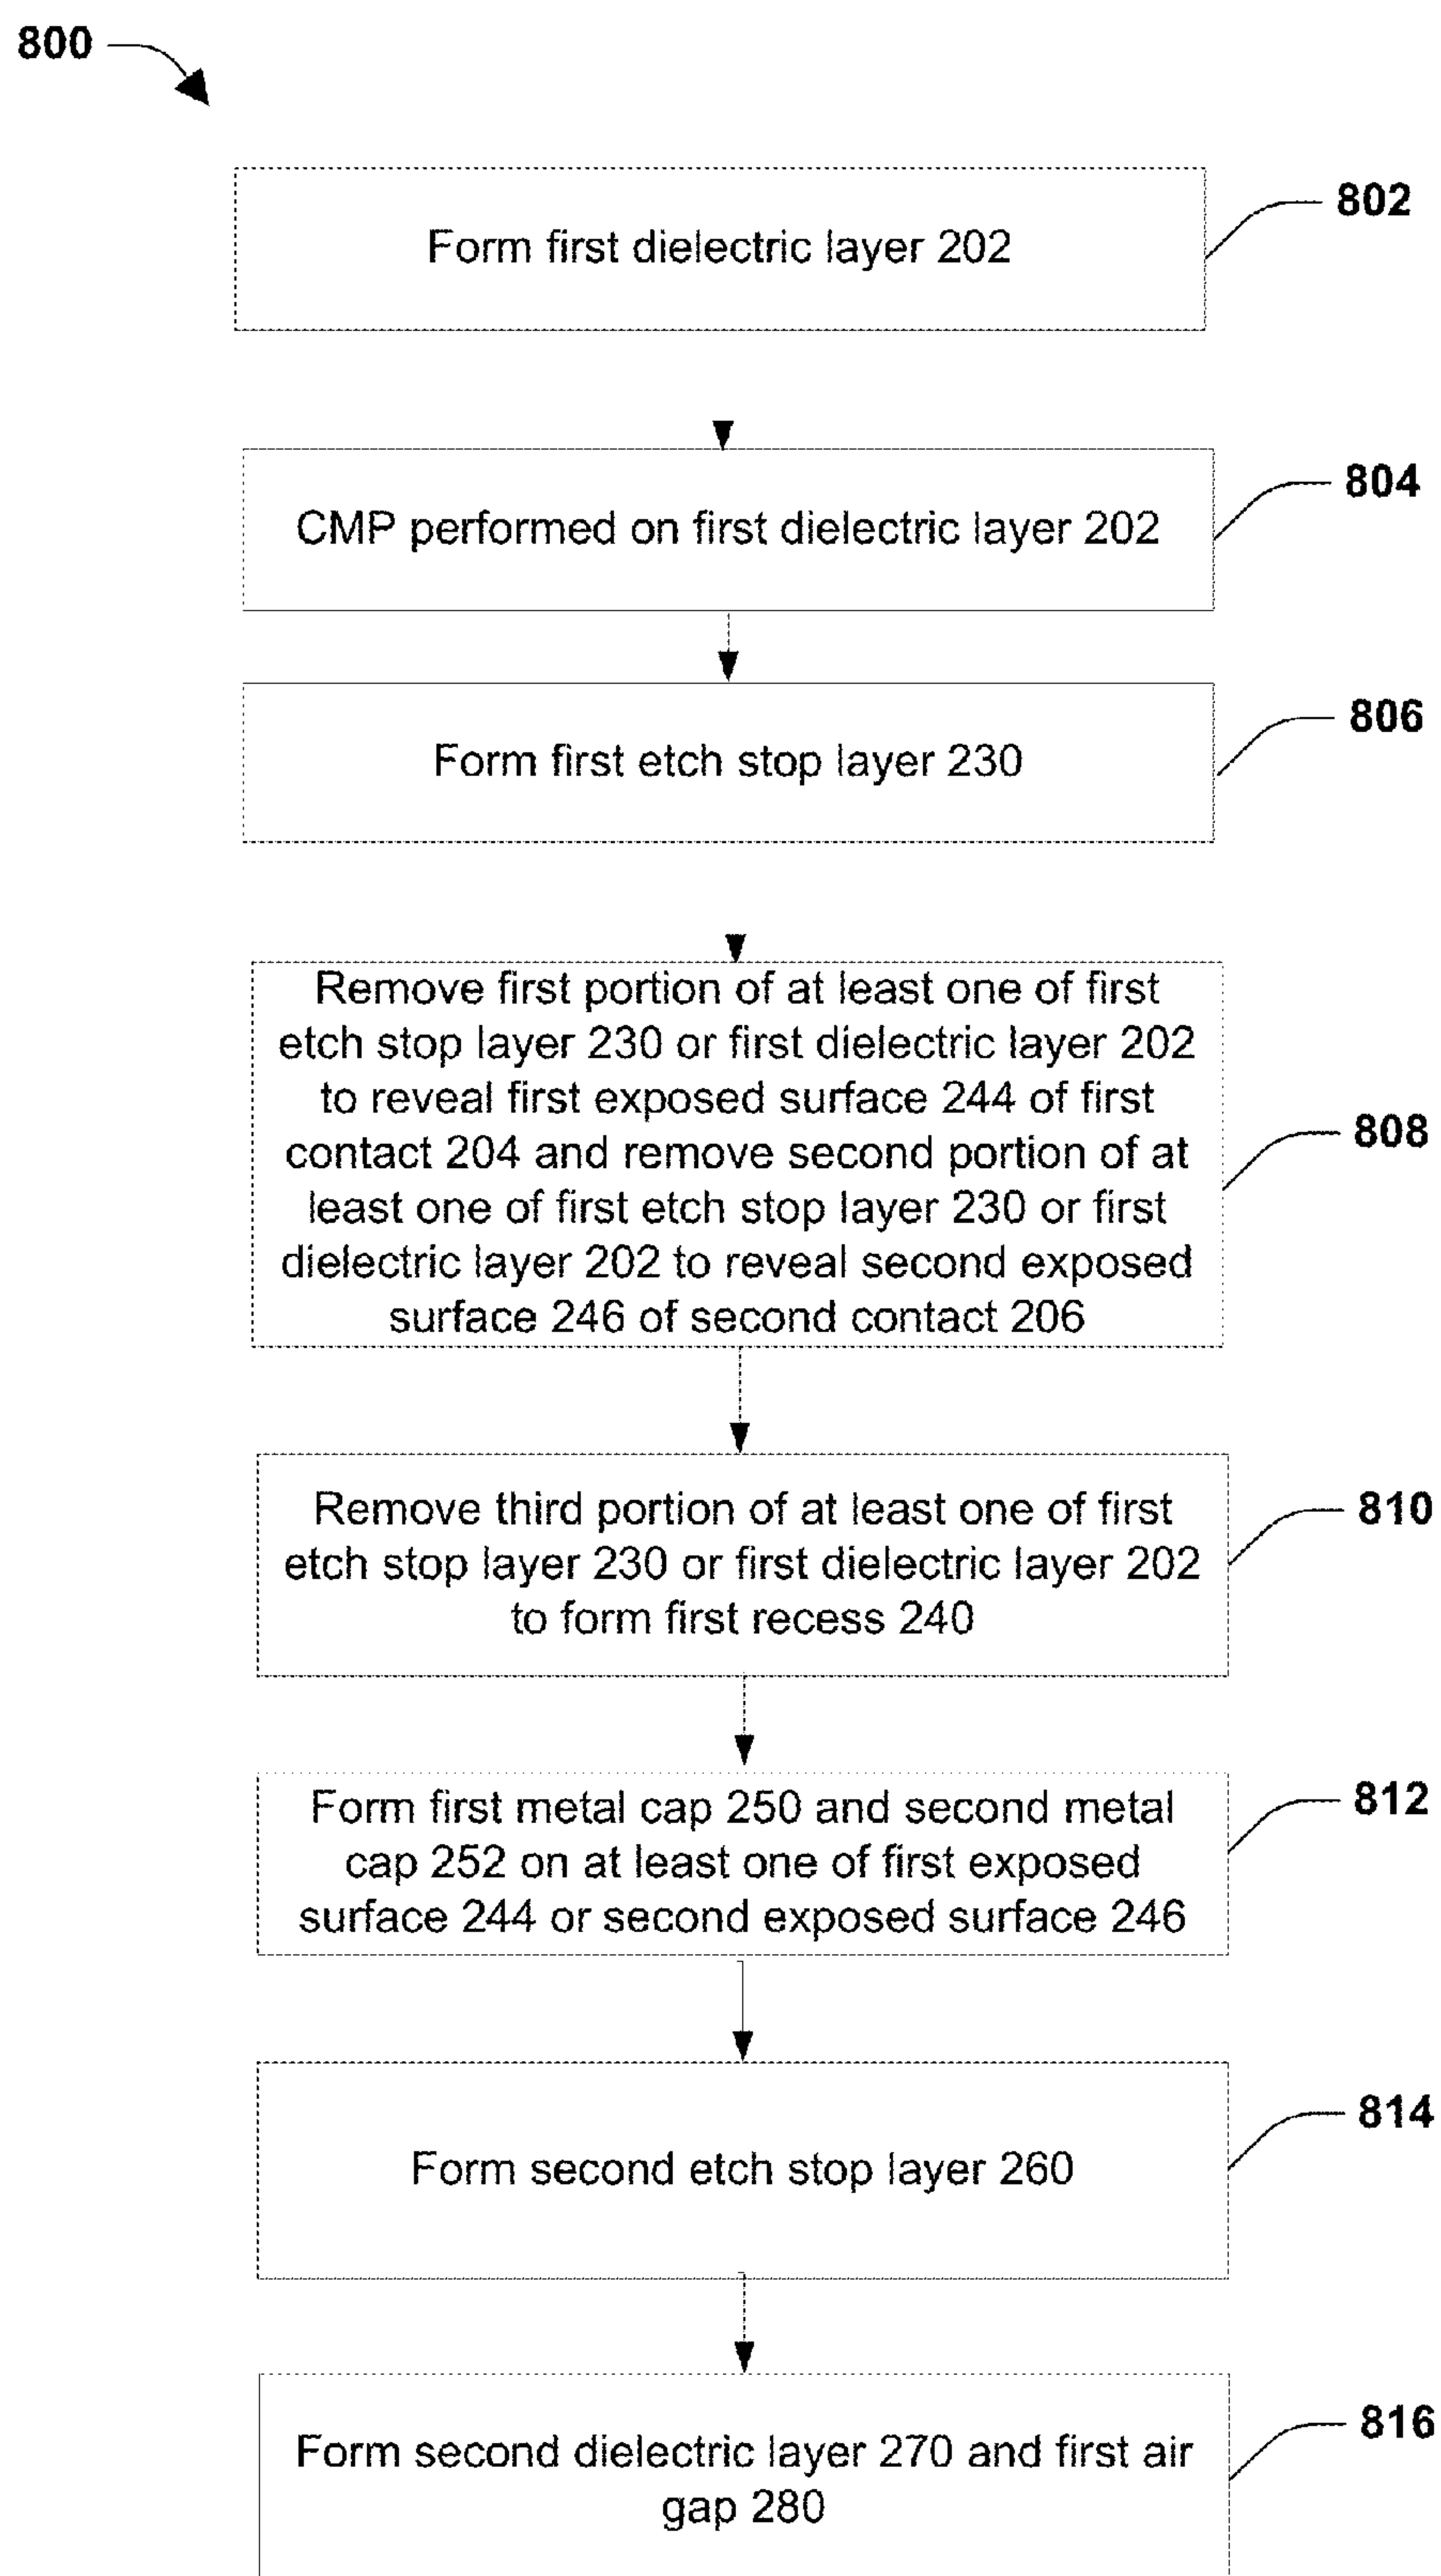 800
Form first dielectric layer 202
802
CMP performed on first dielectric layer 202
804
Form first etch stop layer 230
806
Remove first portion of at least one of first
etch stop layer 230 or first dielectric layer 202
to reveal first exposed surface 244 of first
contact 204 and remove second portion of at
least one of first etch stop layer 230 or first
dielectric layer 202 to reveal second exposed
surface 246 of second contact 206
808
Remove third portion of at least one of first
etch stop layer 230 or first dielectric layer 202
to form first recess 240
810
Form first metal cap 250 and second metal
cap 252 on at least one of first exposed
surface 244 or second exposed surface 246
812
Form second etch stop layer 260
814
Form second dielectric layer 270 and first air
gap 280
816